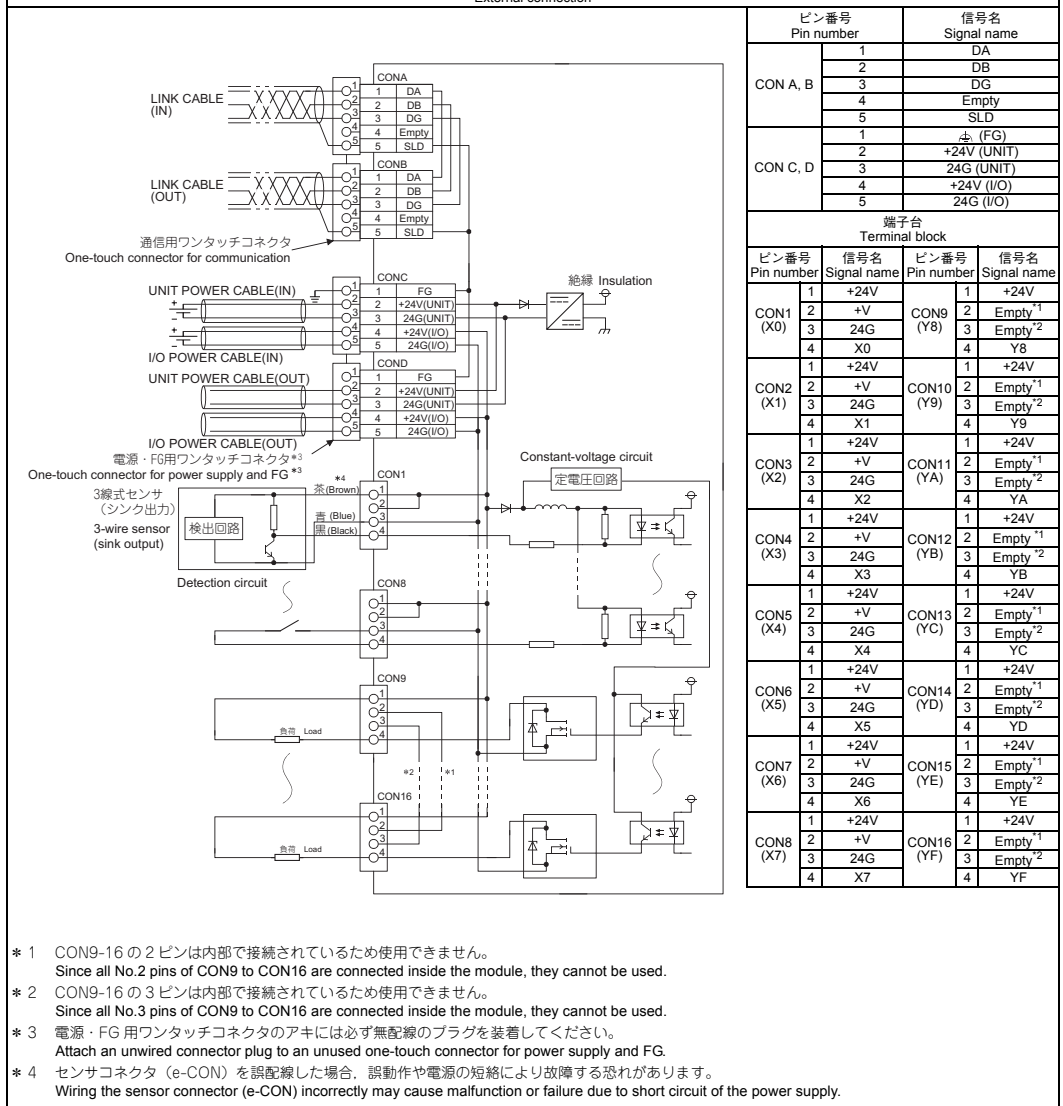 External connection
LINK CABLE
(IN)
CONA
1 DA
2 DB
3 DG
4 Empty
5 SLD
LINK CABLE
(OUT)
CONB
1 DA
2 DB
3 DG
4 Empty
5 SLD
通信用ワンタッチコネクタ
One-touch connector for communication
UNIT POWER CABLE(IN)
I/O POWER CABLE(IN)
CONC
1 FG
2 +24V(UNIT)
3 24G(UNIT)
4 +24V(I/O)
5 24G(I/O)
絶縁 Insulation
UNIT POWER CABLE(OUT)
I/O POWER CABLE(OUT)
COND
1 FG
2 +24V(UNIT)
3 24G(UNIT)
4 +24V(I/O)
5 24G(I/O)
電源・FG用ワンタッチコネクタ*3
One-touch connector for power supply and FG *3
3線式センサ
(シンク出力)
3-wire sensor
(sink output)
検出回路
Detection circuit
*4
茶(Brown)
青(Blue)
黒(Black)
CON1
1
2
3
4
Constant-voltage circuit
定電圧回路
CON8
1
2
3
4
CON9
1
2
3
4
負荷 Load
*2 *1
CON16
1
2
3
4
負荷 Load
ピン番号 信号名
Pin number Signal name
CON A, B
1 DA
2 DB
3 DG
4 Empty
5 SLD
CON C, D
1 (FG)
2 +24V (UNIT)
3 24G (UNIT)
4 +24V (I/O)
5 24G (I/O)
端子台
Terminal block
ピン番号 信号名 ピン番号 信号名
Pin number Signal name Pin number Signal name
CON1 (X0) CON9 (Y8)
1 +24V 1 +24V
2 +V 2 Empty*1
3 24G 3 Empty*2
4 X0 4 Y8
CON2 (X1) CON10 (Y9)
1 +24V 1 +24V
2 +V 2 Empty*1
3 24G 3 Empty*2
4 X1 4 Y9
CON3 (X2) CON11 (YA)
1 +24V 1 +24V
2 +V 2 Empty*1
3 24G 3 Empty*2
4 X2 4 YA
CON4 (X3) CON12 (YB)
1 +24V 1 +24V
2 +V 2 Empty *1
3 24G 3 Empty *2
4 X3 4 YB
CON5 (X4) CON13 (YC)
1 +24V 1 +24V
2 +V 2 Empty*1
3 24G 3 Empty*2
4 X4 4 YC
CON6 (X5) CON14 (YD)
1 +24V 1 +24V
2 +V 2 Empty*1
3 24G 3 Empty*2
4 X5 4 YD
CON7 (X6) CON15 (YE)
1 +24V 1 +24V
2 +V 2 Empty*1
3 24G 3 Empty*2
4 X6 4 YE
CON8 (X7) CON16 (YF)
1 +24V 1 +24V
2 +V 2 Empty*1
3 24G 3 Empty*2
4 X7 4 YF
* 1 CON9-16 の 2 ピンは内部で接続されているため使用できません。
Since all No.2 pins of CON9 to CON16 are connected inside the module, they cannot be used.
* 2 CON9-16 の 3 ピンは内部で接続されているため使用できません。
Since all No.3 pins of CON9 to CON16 are connected inside the module, they cannot be used.
* 3 電源・FG 用ワンタッチコネクタのアキには必ず無配線のプラグを装着してください。
Attach an unwired connector plug to an unused one-touch connector for power supply and FG.
* 4 センサコネクタ（e-CON）を誤配線した場合，誤動作や電源の短絡により故障する恐れがあります。
Wiring the sensor connector (e-CON) incorrectly may cause malfunction or failure due to short circuit of the power supply.